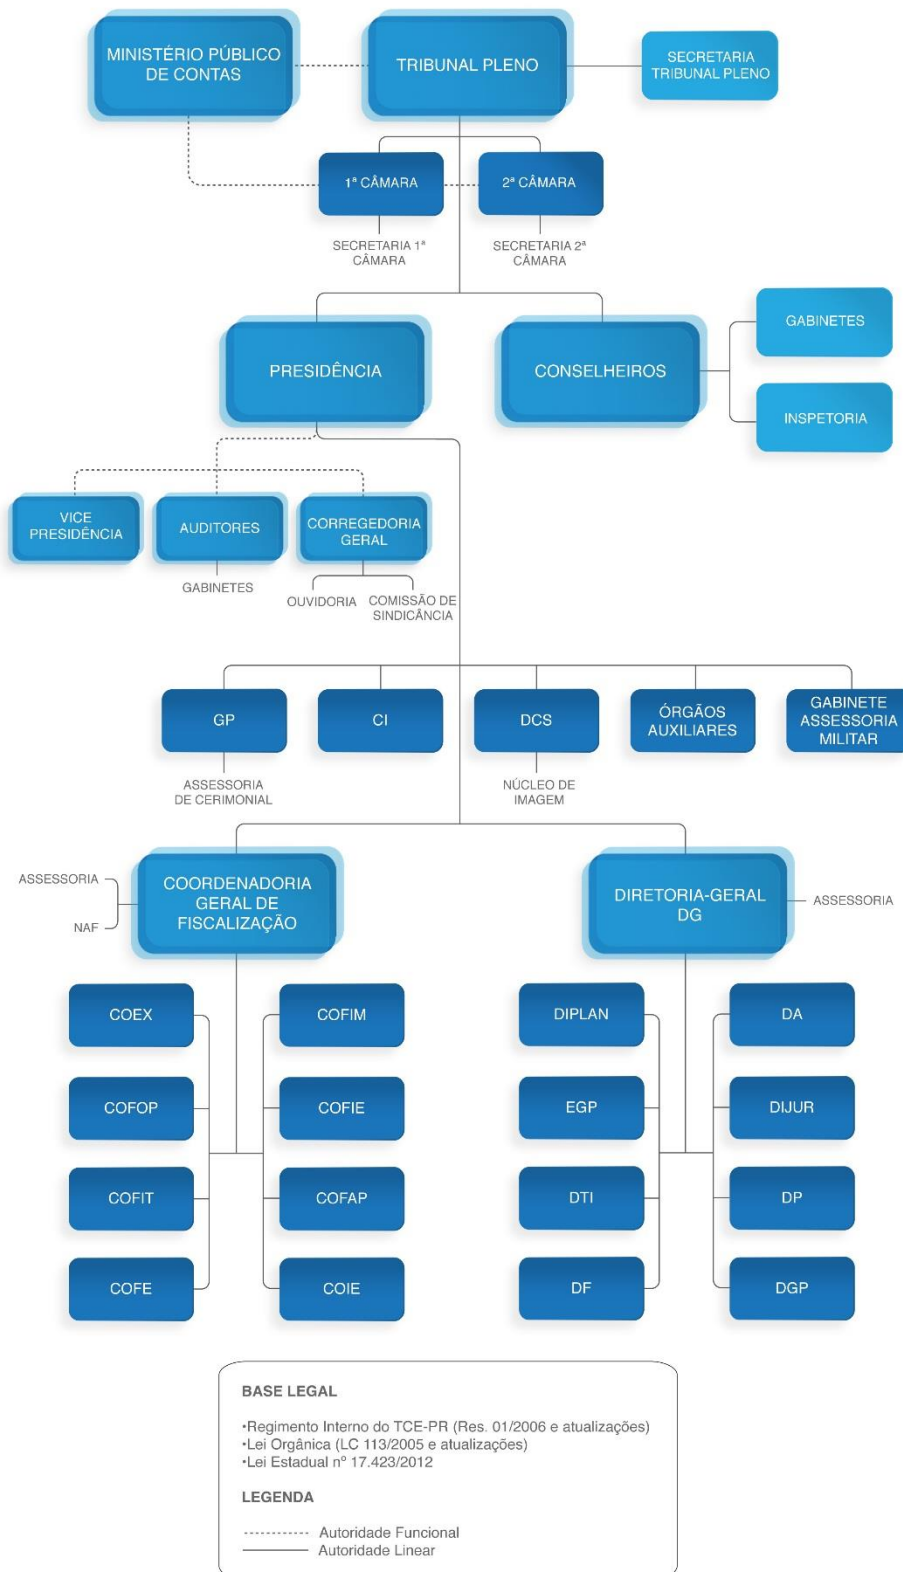 MINISTÉRIO PÚBLICO
DE CONTAS
TRIBUNAL PLENO
SECRETARIA
TRIBUNAL PLENO
1ª CÂMARA
2ª CÂMARA
SECRETARIA 1ª
CÂMARA
SECRETARIA 2ª
CÂMARA
PRESIDÊNCIA
CONSELHEIROS
GABINETES
INSPETORIA
VICE
PRESIDÊNCIA
AUDITORES
CORREGEDORIA
GERAL
GABINETES
OUVIDORIA
COMISSÃO DE
SINDICÂNCIA
GP
CI
DCS
ÓRGÃOS
AUXILIARES
GABINETE
ASSESSORIA
MILITAR
ASSESSORIA
DE CERIMONIAL
NÚCLEO DE
IMAGEM
ASSESSORIA
NAF
COORDENADORIA
GERAL DE
FISCALIZAÇÃO
DIRETORIA-GERAL
DG
ASSESSORIA
COEX
COFIM
DIPLAN
DA
COFOP
COFIE
EGP
DIJUR
COFIT
COFAP
DTI
DP
COFE
COIE
DF
DGP
BASE LEGAL
•Regimento Interno do TCE-PR (Res. 01/2006 e atualizações)
•Lei Orgânica (LC 113/2005 e atualizações)
•Lei Estadual nº 17.423/2012
LEGENDA
Autoridade Funcional
Autoridade Linear